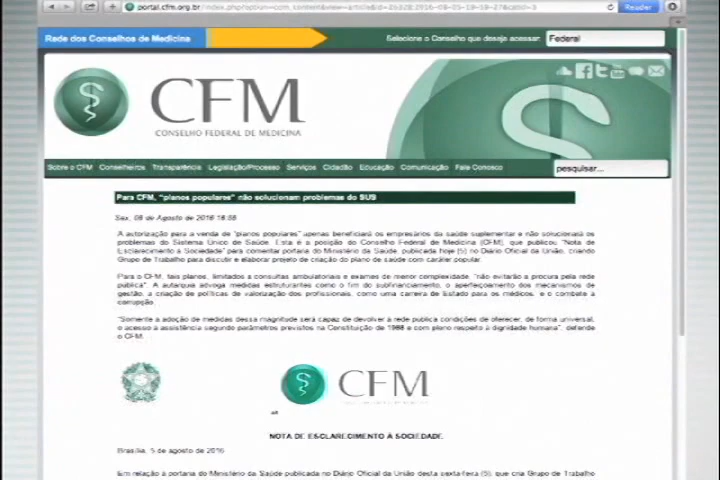 portal.cfm.org.br
Reader
Rede dos Conselhos de Medicina
Selecione o Conselho que deseja acessar:
Federal
CFM
CONSELHO FEDERAL DE MEDICINA
Sobre o CFM Conselheiros Transparência Legislação/Processo Serviços Cidadão Educação Comunicação Fale Conosco
pesquisar...
Para CFM, "planos populares" não solucionam problemas do SUS
Sex, 05 de Agosto de 2016
A autorização para a venda de "planos populares" apenas beneficiará os empresários da saúde suplementar e não solucionará os
problemas do Sistema Único de Saúde. Esta é a posição do Conselho Federal de Medicina (CFM), que publicou "Nota de
Esclarecimento à Sociedade" para comentar portaria do Ministério da Saúde, publicada hoje (5) no Diário Oficial da União, criando
Grupo de Trabalho para discutir e elaborar projeto de criação do plano de saúde com caráter popular.
Para o CFM, tais planos, limitados a consultas ambulatoriais e exames de menor complexidade, "não evitarão a procura pela rede
pública". A autarquia advoga medidas estruturantes como o fim do subfinanciamento, o aperfeiçoamento dos mecanismos de
gestão, a criação de políticas de valorização dos profissionais, como uma carreira de Estado para os médicos, e o combate a
corrupção.
"Somente a adoção de medidas dessa magnitude será capaz de devolver à rede pública condições de oferecer, de forma universal,
o acesso à assistência segundo parâmetros previstos na Constituição de 1988 e com pleno respeito à dignidade humana", defende
o CFM.
CFM
NOTA DE ESCLARECIMENTO À SOCIEDADE
Brasília, 5 de agosto de 2016
Em relação à portaria do Ministério da Saúde publicada no Diário Oficial da União desta sexta-feira (5), que cria Grupo de Trabalho